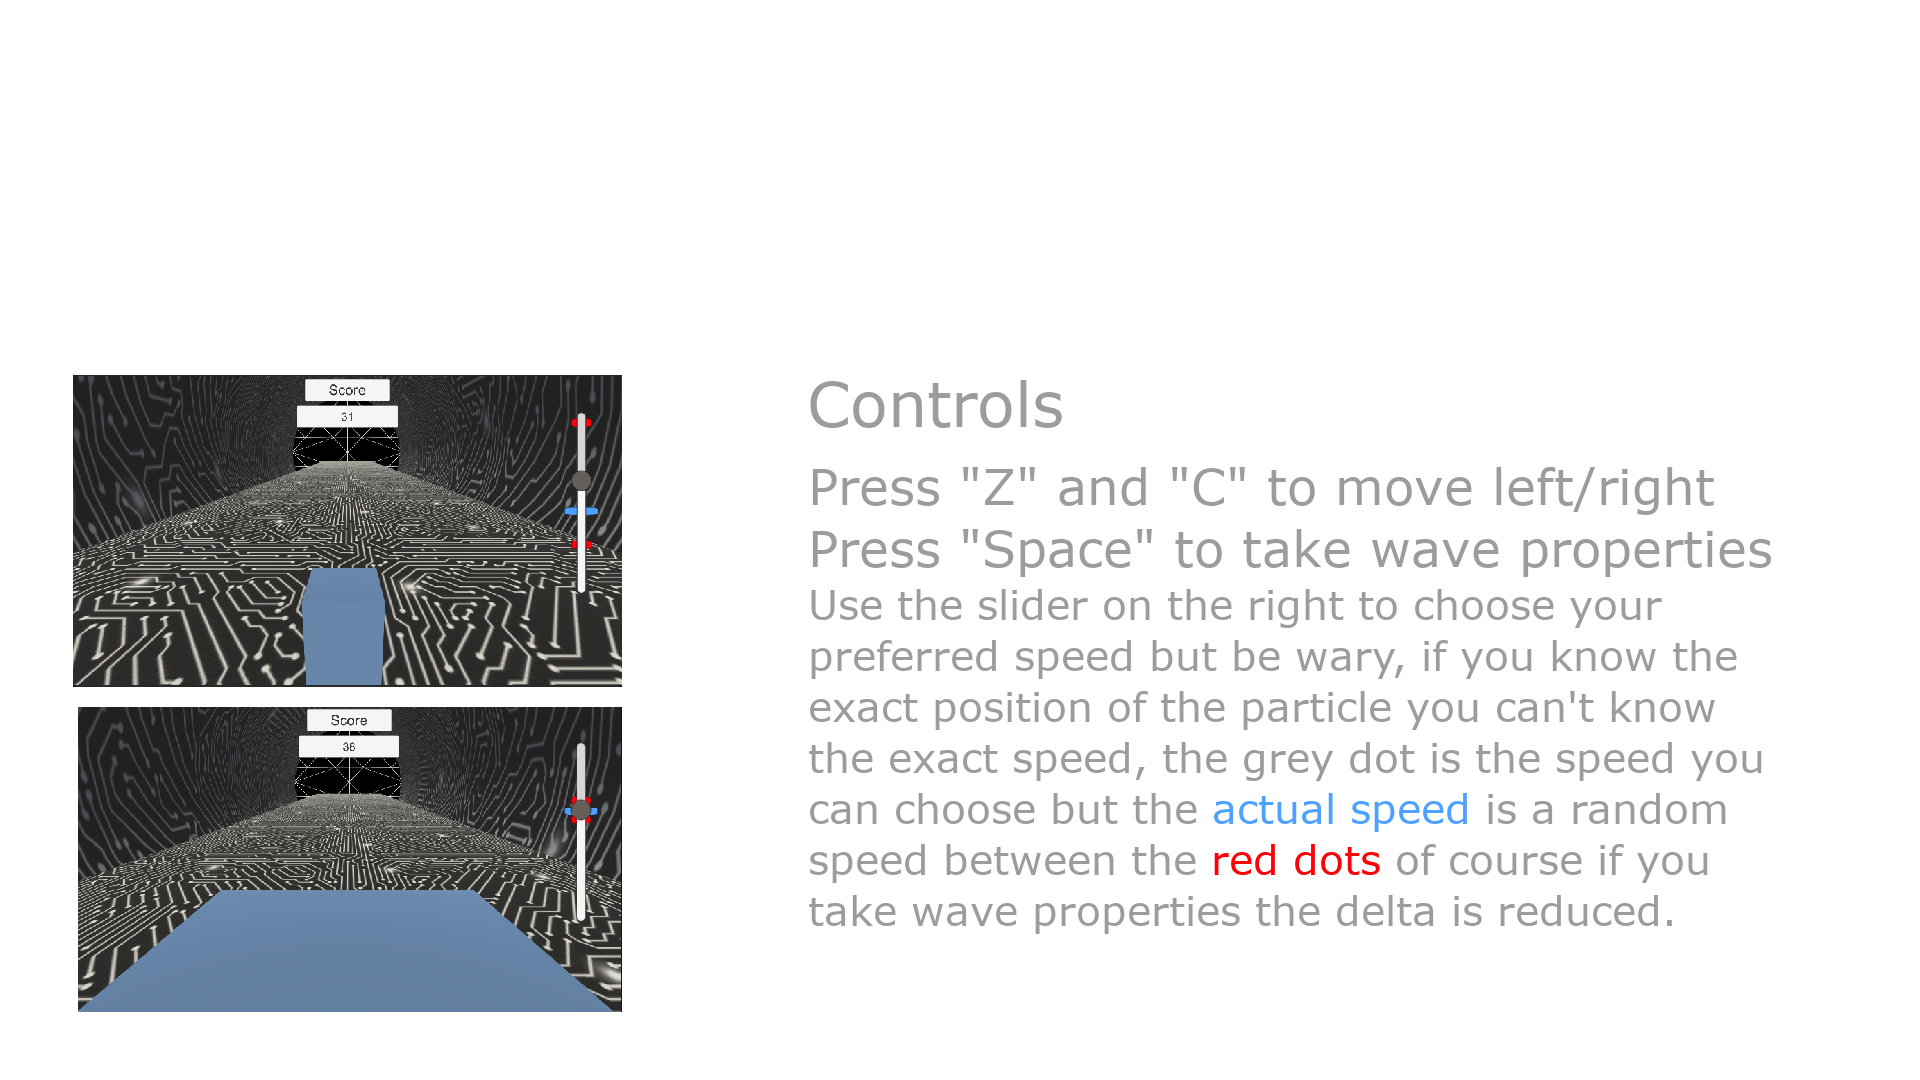 Score
31
Score
36
Controls
Press "Z" and "C" to move left/right
Press "Space" to take wave properties
Use the slider on the right to choose your
preferred speed but be wary, if you know the
exact position of the particle you can't know
the exact speed, the grey dot is the speed you
can choose but the actual speed is a random
speed between the red dots of course if you
take wave properties the delta is reduced.